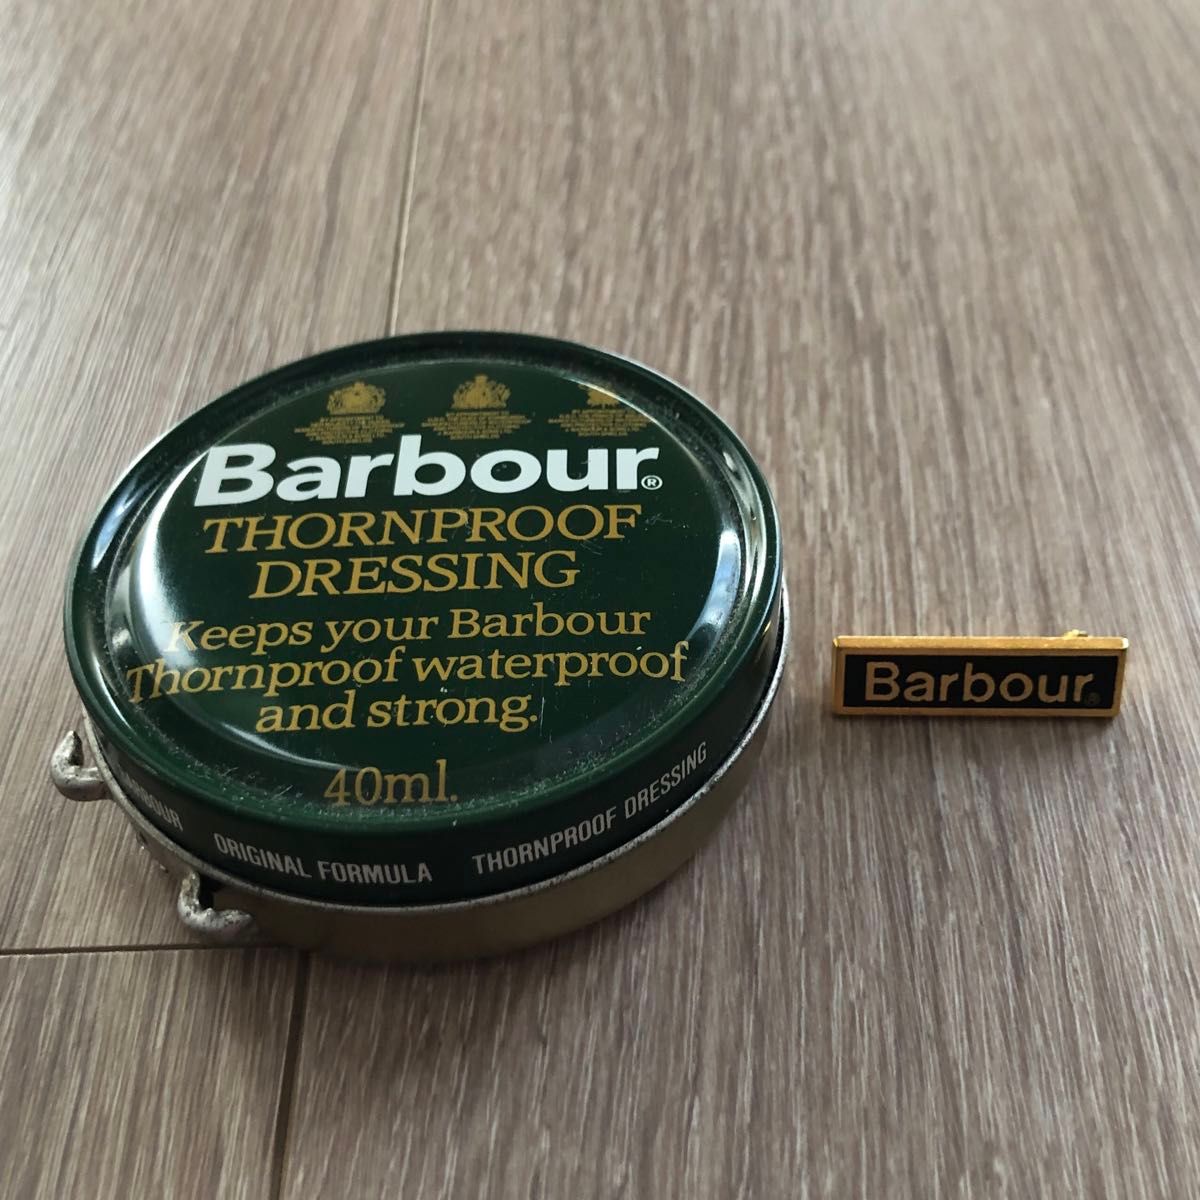 Barbour®
THORNPROOF
DRESSING
Keeps your Barbour
Thornproof waterproof
and strong.
40ml.
ORIGINAL FORMULA THORNPROOF DRESSING
Barbour®